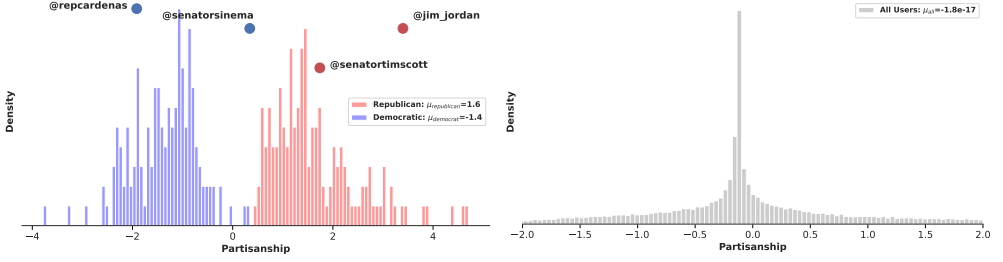 @repcardenas
@senatorsinema
@jim_jordan
@senatortimscott
Republican: μrepublican=1.6
Democratic: μdemocrat=-1.4
Density
−4
−2
0
2
4
Partisanship
All Users: μall=-1.8e-17
Density
−2.0
−1.5
−1.0
−0.5
0.0
0.5
1.0
1.5
2.0
Partisanship